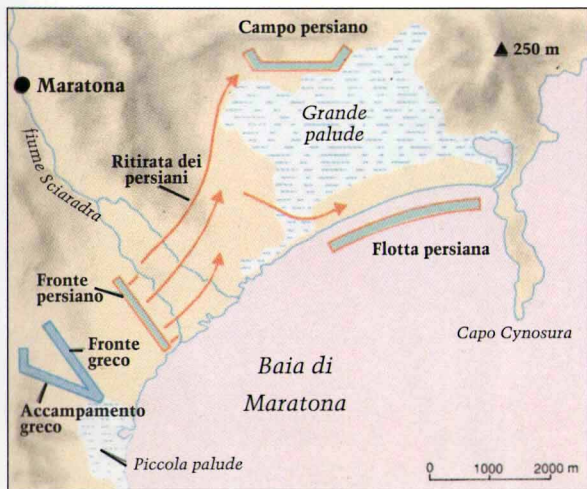 Campo persiano
250 m
Maratona
Grande
palude
fiume Sciaradra
Ritirata dei
persiani
Flotta persiana
Fronte
persiano
Fronte
greco
Capo Cynosura
Baia di
Maratona
Accampamento
greco
Piccola palude
0 1000 2000 m